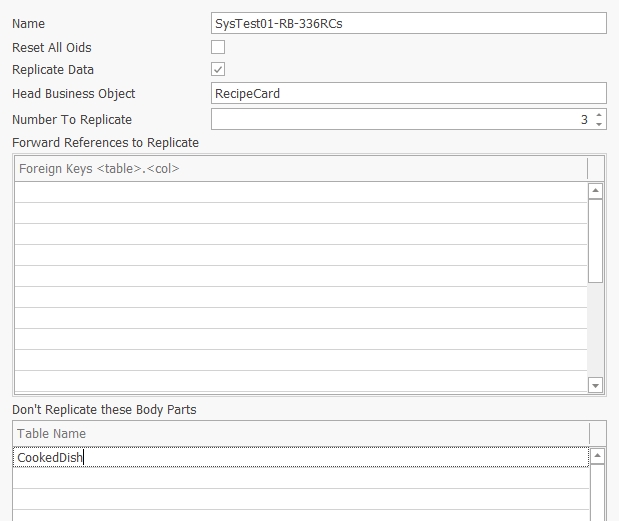 Name SysTest01-RB-336RCs
Reset All Oids
Replicate Data
Head Business Object RecipeCard
Number To Replicate 3
Forward References to Replicate
Foreign Keys <table>.<col>
Don't Replicate these Body Parts
Table Name
CookedDish